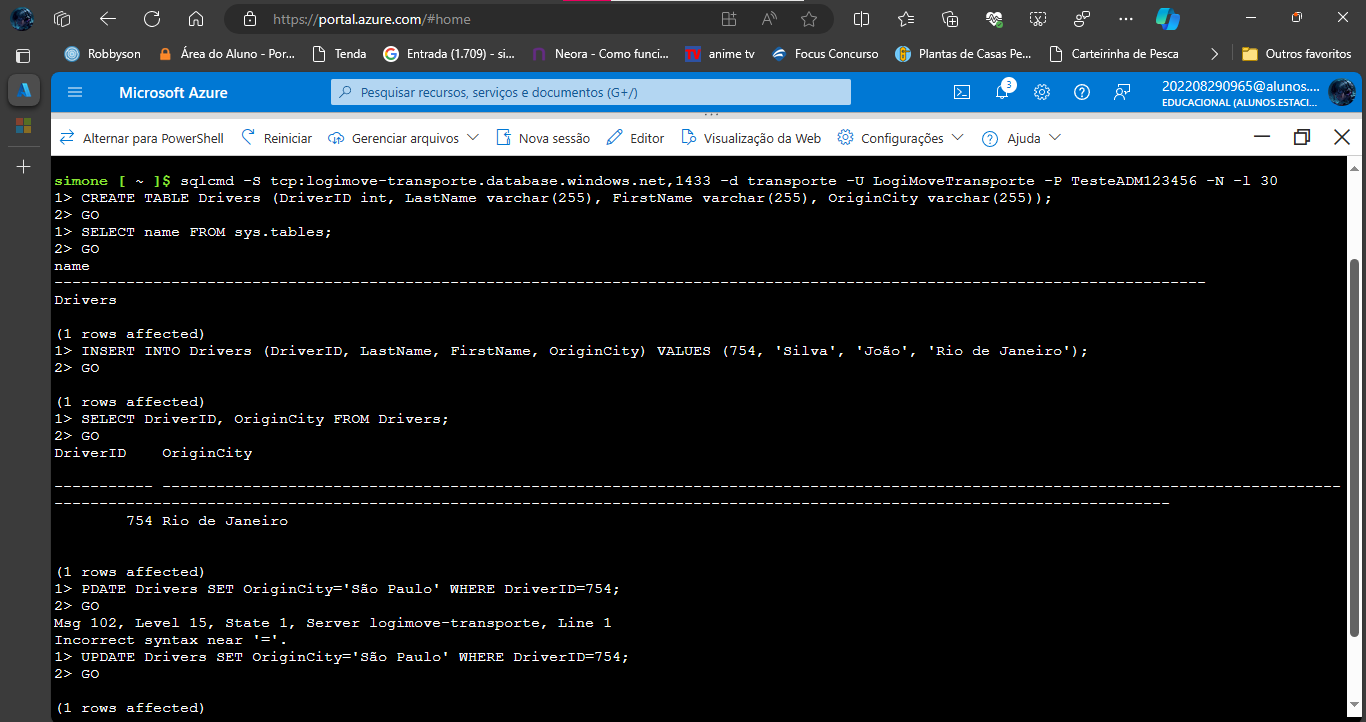 https://portal.azure.com/#home
Robbyson
Área do Aluno - Por...
Tenda
Entrada (1.709) - si...
Neora - Como funci...
anime tv
Focus Concurso
Plantas de Casas Pe...
Carteirinha de Pesca
Outros favoritos
Microsoft Azure
Pesquisar recursos, serviços e documentos (G+/)
3
202208290965@alunos....
EDUCACIONAL (ALUNOS.ESTACI...
Alternar para PowerShell
Reiniciar
Gerenciar arquivos
Nova sessão
Editor
Visualização da Web
Configurações
Ajuda
simone [ ~ ]$ sqlcmd -S tcp:logimove-transporte.database.windows.net,1433 -d transporte -U LogiMoveTransporte -P TesteADM123456 -N -l 30
1> CREATE TABLE Drivers (DriverID int, LastName varchar(255), FirstName varchar(255), OriginCity varchar(255));
2> GO
1> SELECT name FROM sys.tables;
2> GO
name
--------------------------------------------------------------------------------------------------------------------------------
Drivers
(1 rows affected)
1> INSERT INTO Drivers (DriverID, LastName, FirstName, OriginCity) VALUES (754, 'Silva', 'João', 'Rio de Janeiro');
2> GO
(1 rows affected)
1> SELECT DriverID, OriginCity FROM Drivers;
2> GO
DriverID    OriginCity
----------- -----------------------------------------------------------------------------------------------------------------------------------
----------------------------------------------------------------------------------------------------------------------------
754 Rio de Janeiro
(1 rows affected)
1> PDATE Drivers SET OriginCity='São Paulo' WHERE DriverID=754;
2> GO
Msg 102, Level 15, State 1, Server logimove-transporte, Line 1
Incorrect syntax near '='.
1> UPDATE Drivers SET OriginCity='São Paulo' WHERE DriverID=754;
2> GO
(1 rows affected)